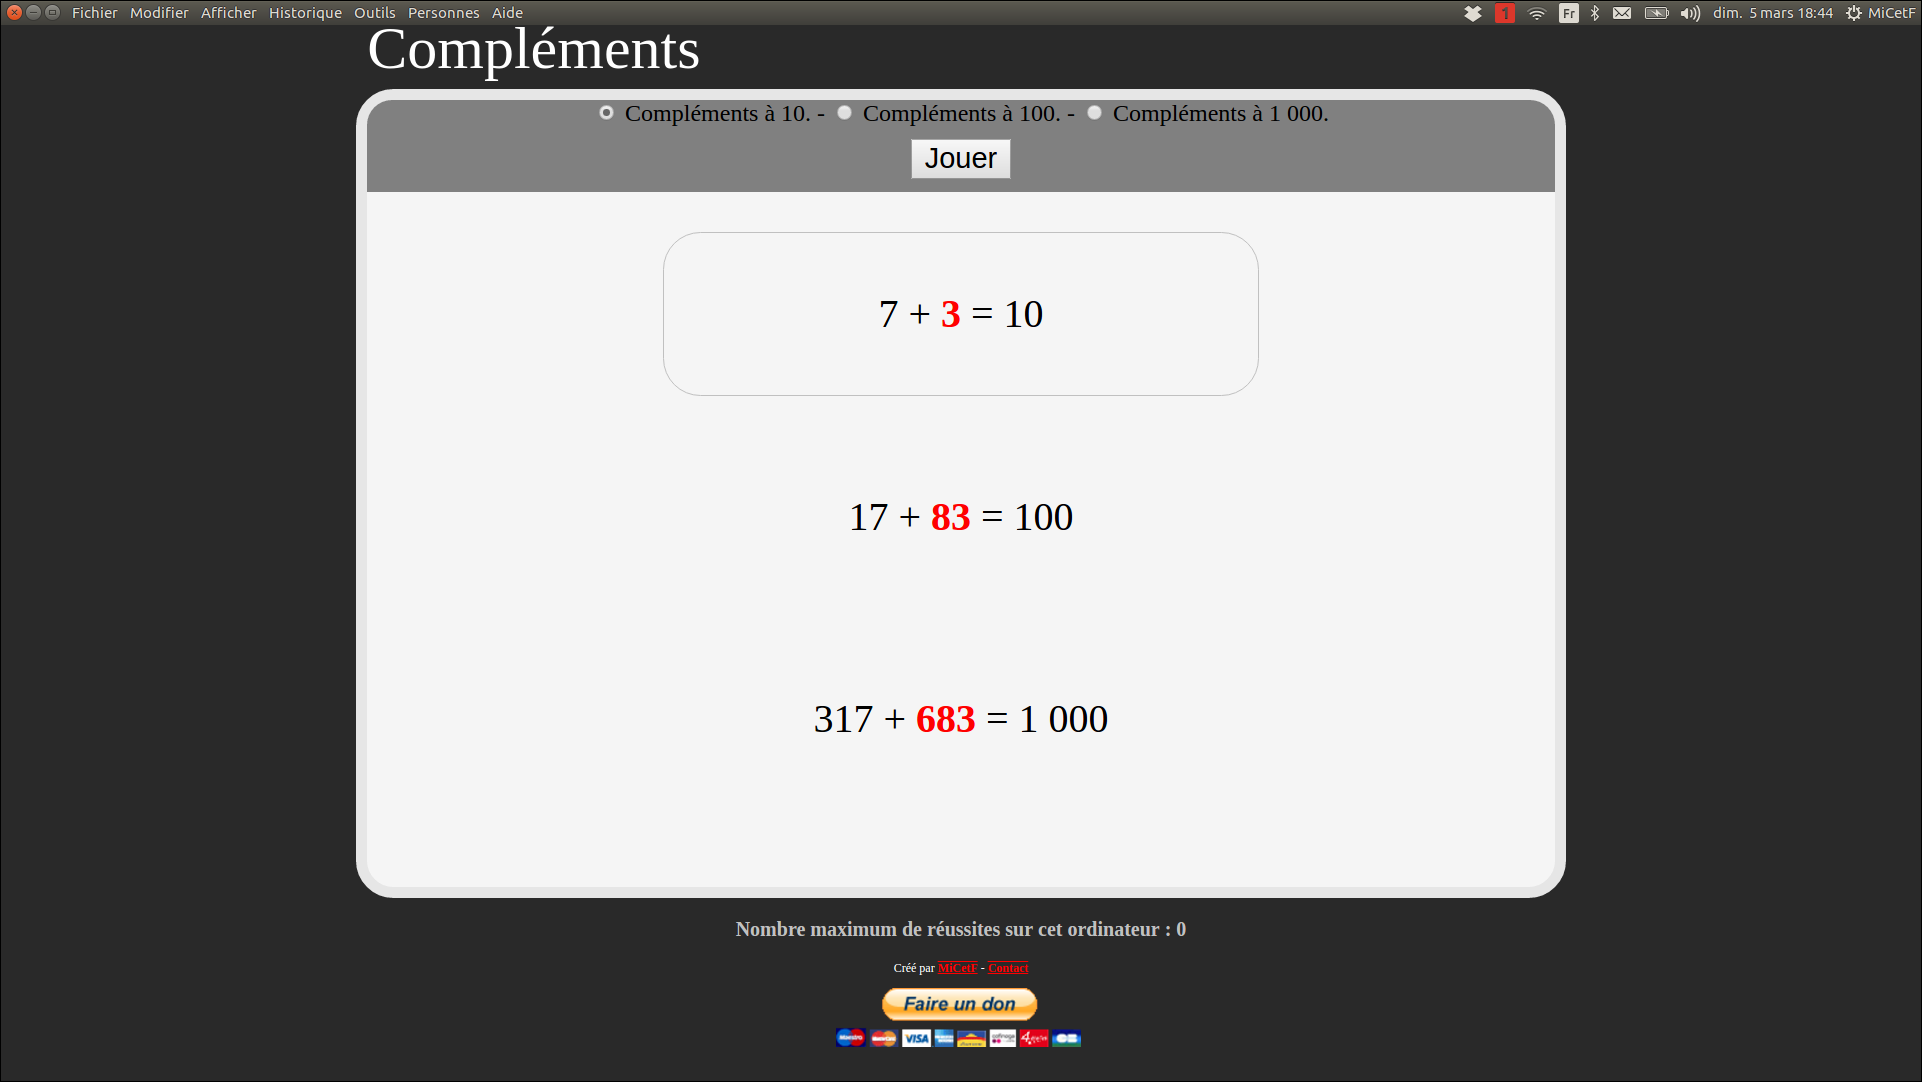 Fichier Modifier Afficher Historique Outils Personnes Aide 1 Fr dim. 5 mars 18:44 MiCetF
Compléments
Compléments à 10. - Compléments à 100. - Compléments à 1 000.
Jouer
7 + 3 = 10
17 + 83 = 100
317 + 683 = 1 000
Nombre maximum de réussites sur cet ordinateur : 0
Créé par MiCetF - Contact
Faire un don
Maestro MasterCard VISA